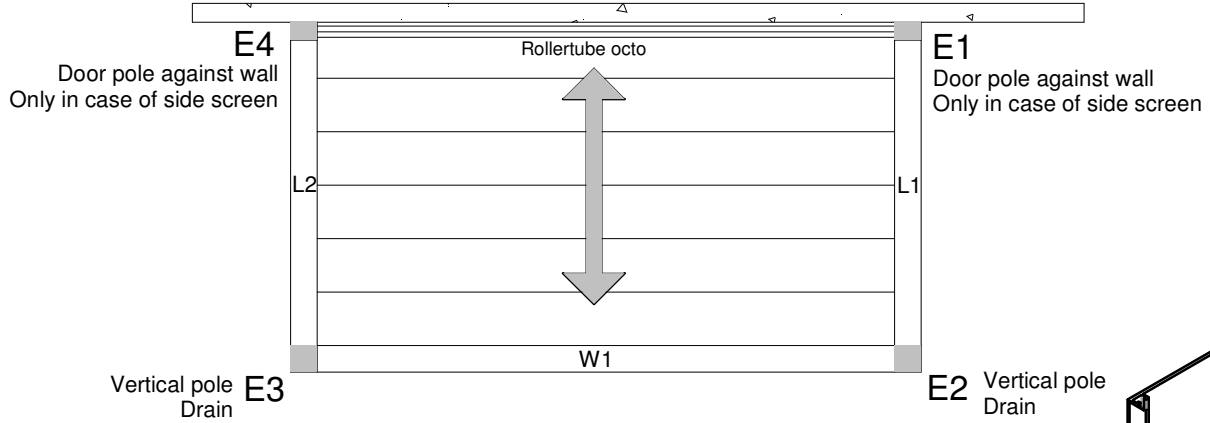 E4
Door pole against wall
Only in case of side screen
Rollertube octo
E1
Door pole against wall
Only in case of side screen
L2
L1
W1
Vertical pole
Drain
E3
E2
Vertical pole
Drain